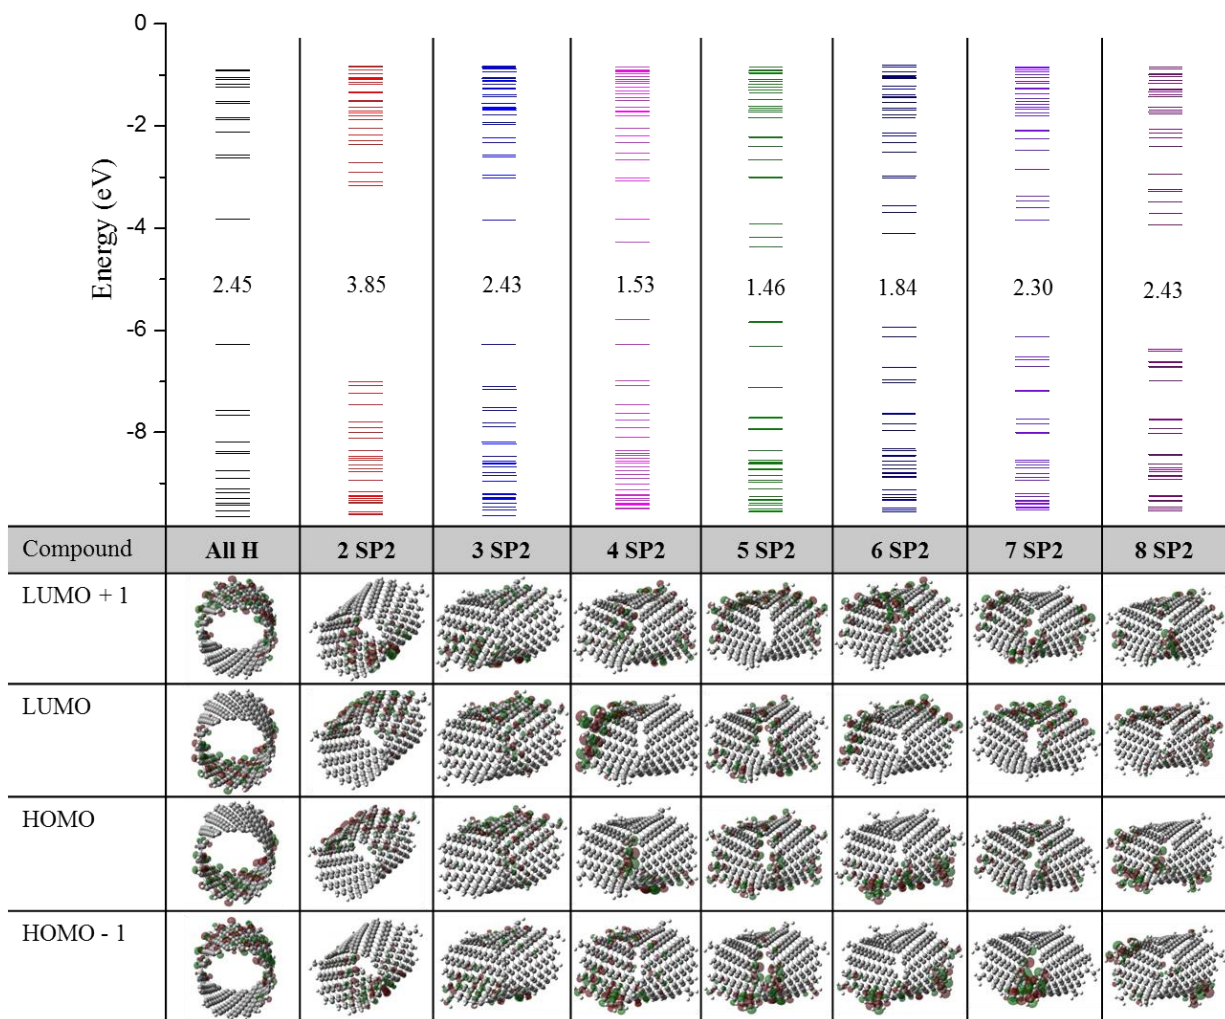 0
-2
-4
-6
-8
Energy (eV)
2.45 3.85 2.43 1.53 1.46 1.84 2.30 2.43
Compound All H 2 SP2 3 SP2 4 SP2 5 SP2 6 SP2 7 SP2 8 SP2
LUMO + 1
LUMO
HOMO
HOMO - 1